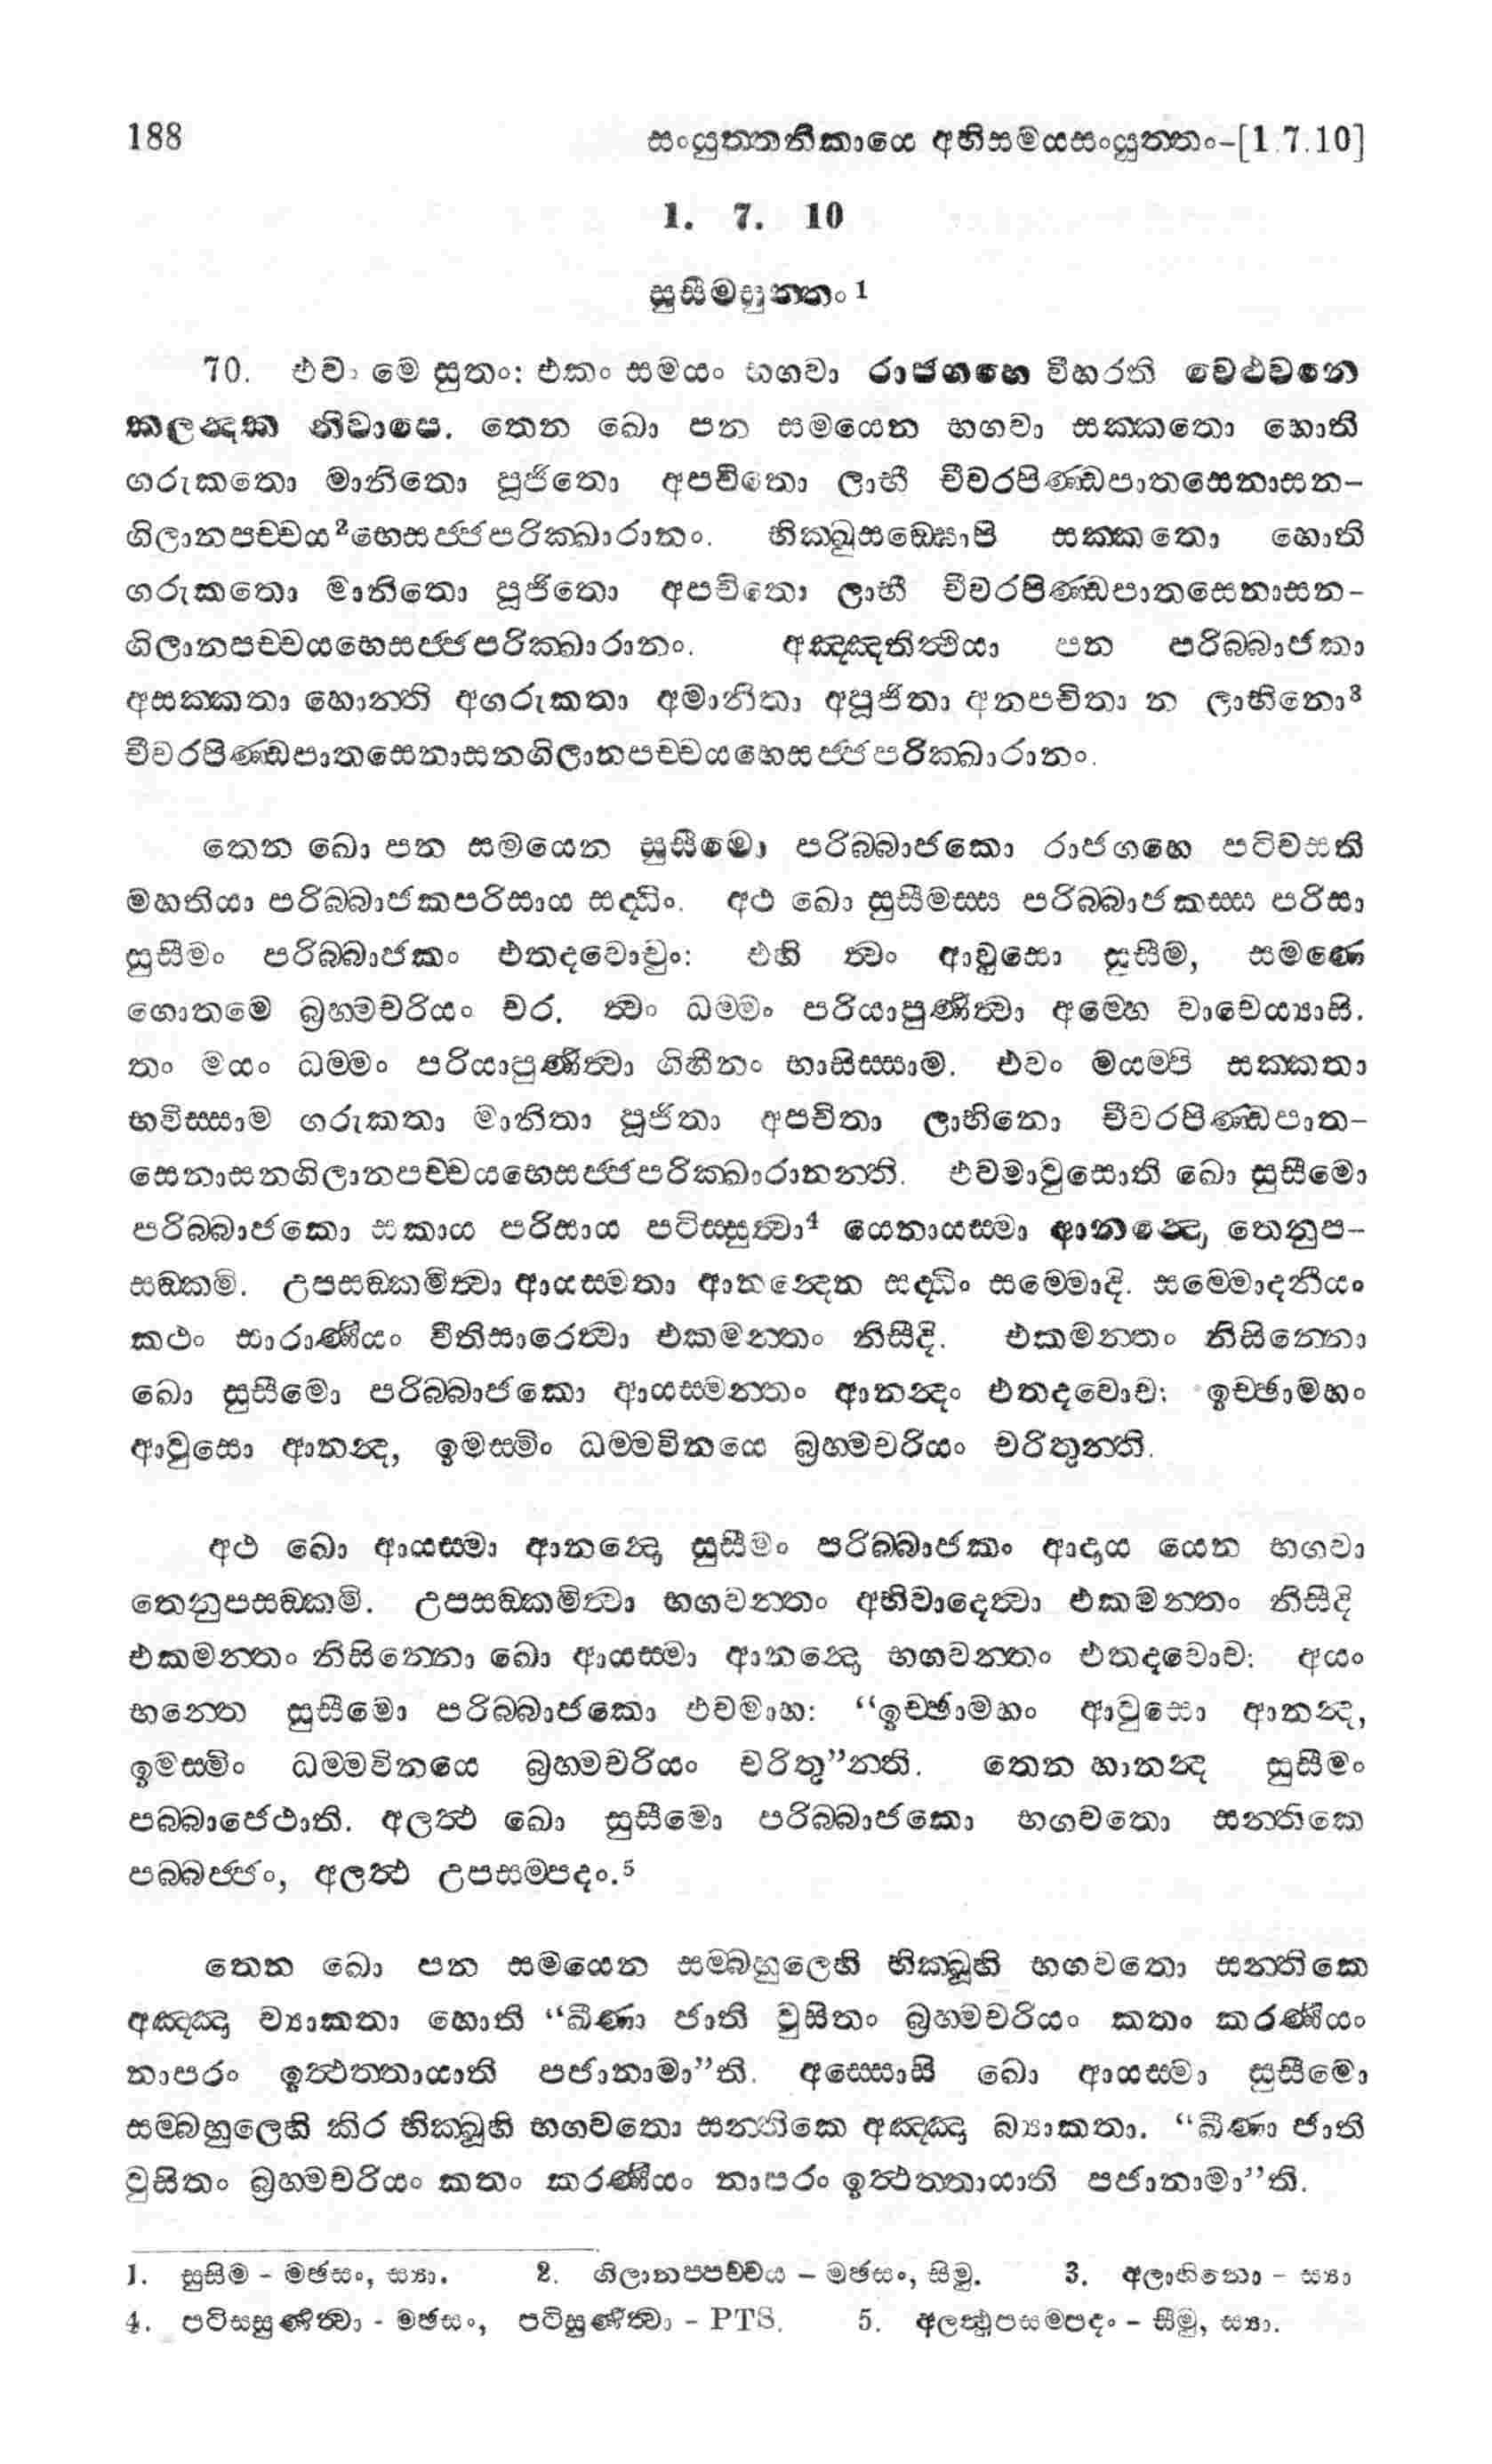 188 සංයුත්තනිකායෙ අභිසමයසංයුත්තං-[1.7.10]
1. 7. 10
සුසීමසුත්තං 1
70. එවං මෙ සුතං: එකං සමයං භගවා රාජගහෙ විහරති වෙළුවනෙ
කලන්දක නිවාපෙ. තෙන ඛො පන සමයෙන භගවා සක්කතො හොති
ගරුකතො මානිතො පූජිතො අපචිතො ලාභී චීවරපිණ්ඩපාතසෙනාසන-
ගිලානපච්චය2භෙසජ්ජපරික්ඛාරානං. භික්ඛුසඞ්ඝොපි සක්කතො හොති
ගරුකතො මානිතො පූජිතො අපචිතො ලාභී චීවරපිණ්ඩපාතසෙනාසන-
ගිලානපච්චයභෙසජ්ජපරික්ඛාරානං. අඤ්ඤතිත්ථියා පන පරිබ්බාජකා
අසක්කතා හොන්ති අගරුකතා අමානිතා අපූජිතා අනපචිතා න ලාභිනො3
චීවරපිණ්ඩපාතසෙනාසනගිලානපච්චයභෙසජ්ජපරික්ඛාරානං.
තෙන ඛො පන සමයෙන සුසීමො පරිබ්බාජකො රාජගහෙ පටිවසති
මහතියා පරිබ්බාජකපරිසාය සද්ධිං. අථ ඛො සුසීමස්ස පරිබ්බාජකස්ස පරිසා
සුසීමං පරිබ්බාජකං එතදවොචුං: එහි ත්වං ආවුසො සුසීම, සමණෙ
ගොතමෙ බ්‍රහ්මචරියං චර. ත්වං ධම්මං පරියාපුණිත්වා අම්හෙ වාචෙය්‍යාසි.
තං මයං ධම්මං පරියාපුණිත්වා ගිහීනං භාසිස්සාම. එවං මයම්පි සක්කතා
භවිස්සාම ගරුකතා මානිතා පූජිතා අපචිතා ලාභිනො චීවරපිණ්ඩපාත-
සෙනාසනගිලානපච්චයභෙසජ්ජපරික්ඛාරානන්ති. එවමාවුසොති ඛො සුසීමො
පරිබ්බාජකො සකාය පරිසාය පටිස්සුත්වා4 යෙනායස්මා ආනන්දො තෙනුප-
සඞ්කමි. උපසඞ්කමිත්වා ආයස්මතා ආනන්දෙන සද්ධිං සම්මොදි. සම්මොදනීයං
කථං සාරාණීයං වීතිසාරෙත්වා එකමන්තං නිසීදි. එකමන්තං නිසින්නො
ඛො සුසීමො පරිබ්බාජකො ආයස්මන්තං ආනන්දං එතදවොච: ඉච්ඡාමහං
ආවුසො ආනන්ද, ඉමස්මිං ධම්මවිනයෙ බ්‍රහ්මචරියං චරිතුන්ති.
අථ ඛො ආයස්මා ආනන්දො සුසීමං පරිබ්බාජකං ආදාය යෙන භගවා
තෙනුපසඞ්කමි. උපසඞ්කමිත්වා භගවන්තං අභිවාදෙත්වා එකමන්තං නිසීදි
එකමන්තං නිසින්නො ඛො ආයස්මා ආනන්දො භගවන්තං එතදවොච: අයං
භන්තෙ සුසීමො පරිබ්බාජකො එවමාහ: “ඉච්ඡාමහං ආවුසො ආනන්ද,
ඉමස්මිං ධම්මවිනයෙ බ්‍රහ්මචරියං චරිතු”න්ති. තෙන හානන්ද සුසීමං
පබ්බාජෙථාති. අලත්ථ ඛො සුසීමො පරිබ්බාජකො භගවතො සන්තිකෙ
පබ්බජ්ජං, අලත්ථ උපසම්පදං.5
තෙන ඛො පන සමයෙන සම්බහුලෙහි භික්ඛූහි භගවතො සන්තිකෙ
අඤ්ඤා ව්‍යාකතා හොති “ඛීණා ජාති වුසිතං බ්‍රහ්මචරියං කතං කරණීයං
නාපරං ඉත්ථත්තායාති පජානාමා”ති. අස්සොසි ඛො ආයස්මා සුසීමො
සම්බහුලෙහි කිර භික්ඛූහි භගවතො සන්තිකෙ අඤ්ඤා බ්‍යාකතා. “ඛීණා ජාති
වුසිතං බ්‍රහ්මචරියං කතං කරණීයං නාපරං ඉත්ථත්තායාති පජානාමා”ති.
1. සුසිම - මඡසං, ස්‍යා. 2. ගිලානප්පච්චය - මඡසං, සිමු. 3. අලාභිනො - ස්‍යා
4. පටිස්සුණිත්වා - මඡසං, පටිසුණිත්වා - PTS. 5. අලත්ථූපසම්පදං - සීමු, ස්‍යා.